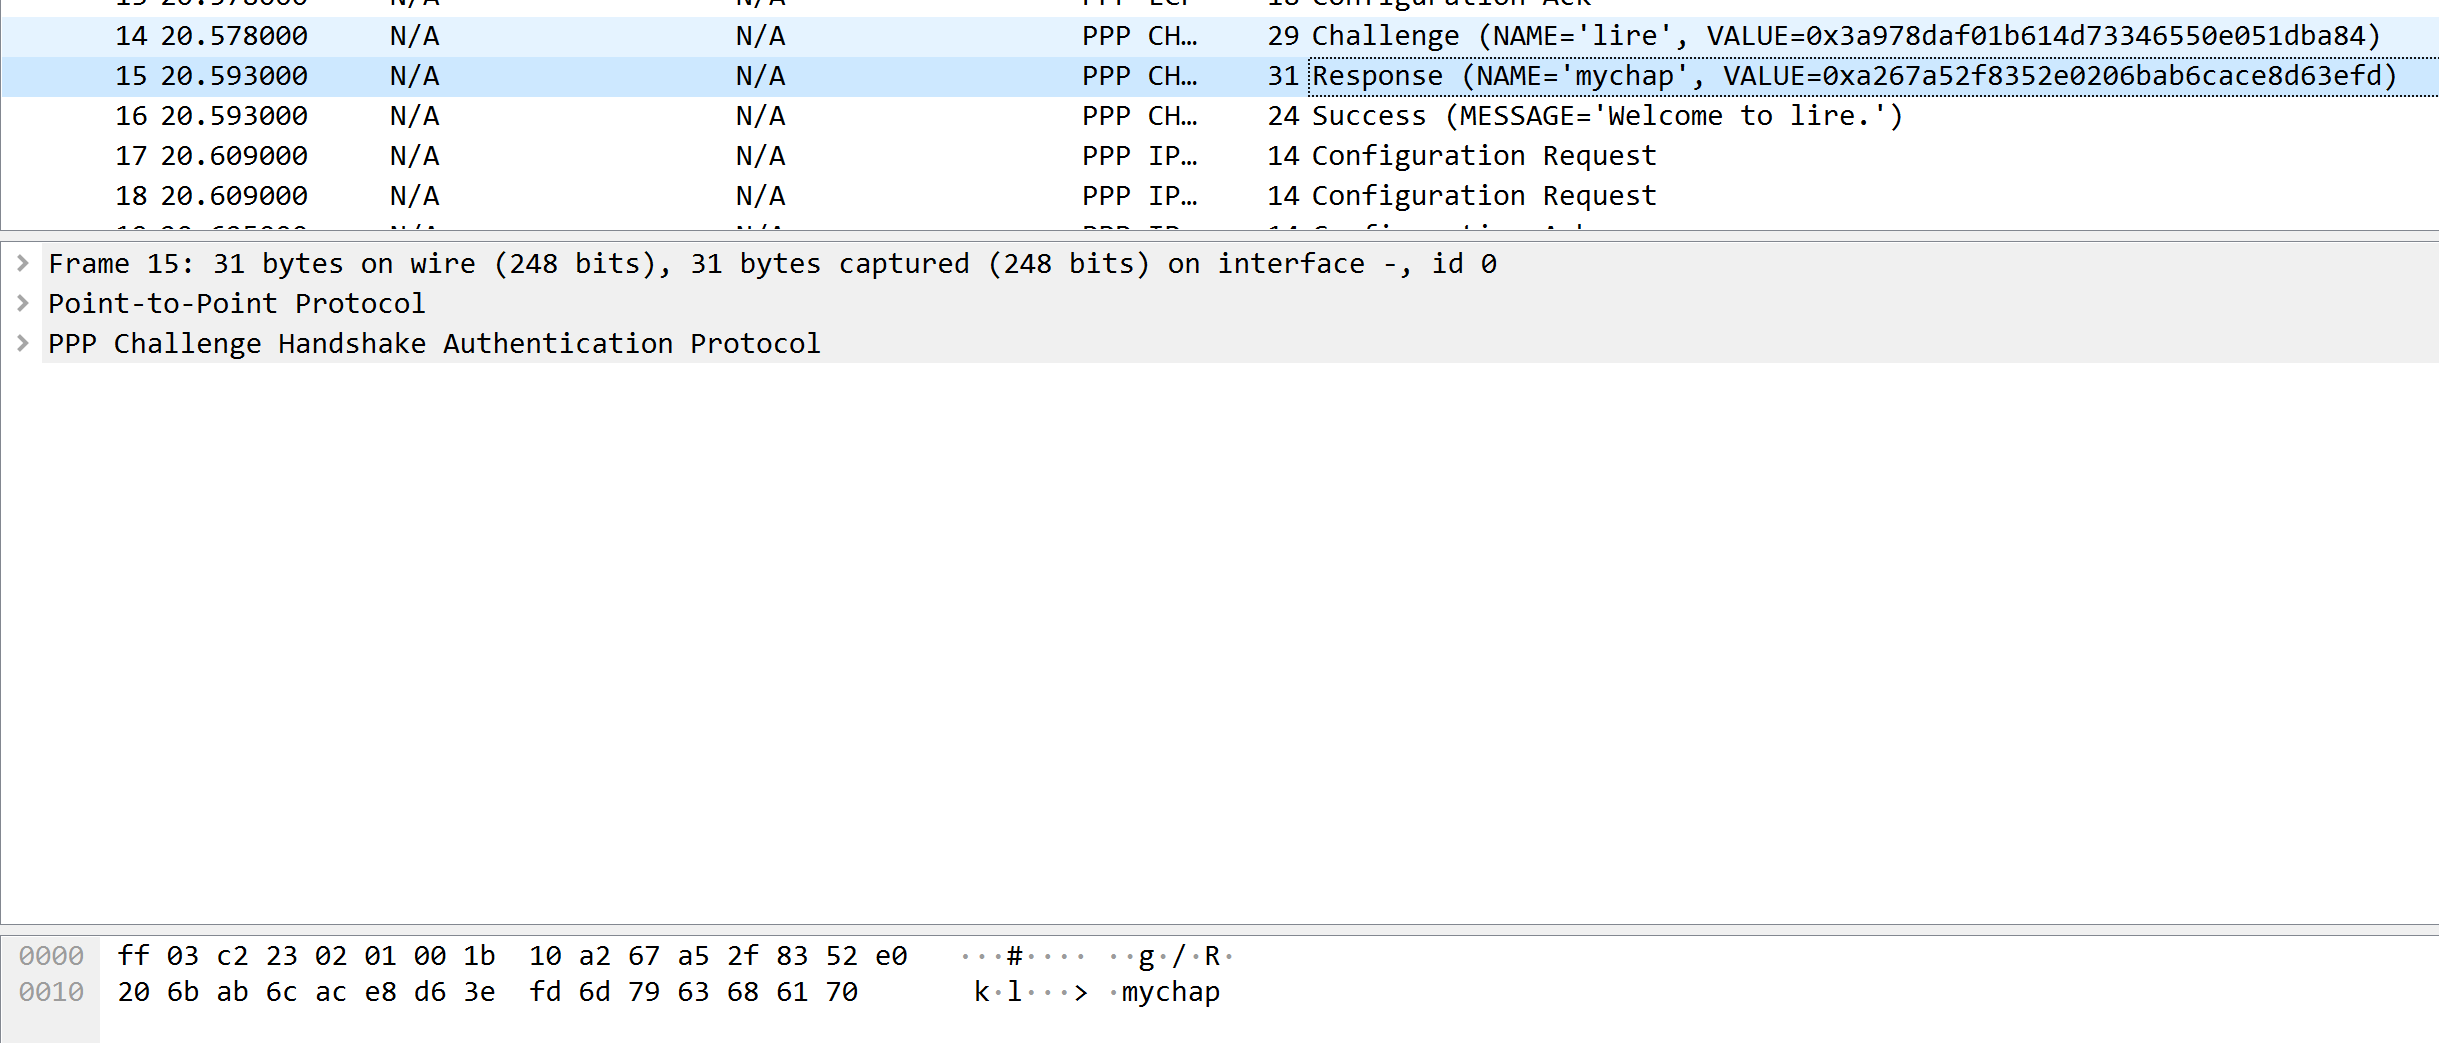 14 20.578000 N/A N/A PPP CH… 29 Challenge (NAME='lire', VALUE=0x3a978daf01b614d73346550e051dba84)
15 20.593000 N/A N/A PPP CH… 31 Response (NAME='mychap', VALUE=0xa267a52f8352e0206bab6cace8d63efd)
16 20.593000 N/A N/A PPP CH… 24 Success (MESSAGE='Welcome to lire.')
17 20.609000 N/A N/A PPP IP… 14 Configuration Request
18 20.609000 N/A N/A PPP IP… 14 Configuration Request
Frame 15: 31 bytes on wire (248 bits), 31 bytes captured (248 bits) on interface -, id 0
Point-to-Point Protocol
PPP Challenge Handshake Authentication Protocol
0000 ff 03 c2 23 02 01 00 1b 10 a2 67 a5 2f 83 52 e0 ···#···· ··g·/·R·
0010 20 6b ab 6c ac e8 d6 3e fd 6d 79 63 68 61 70 k·l···> ·mychap